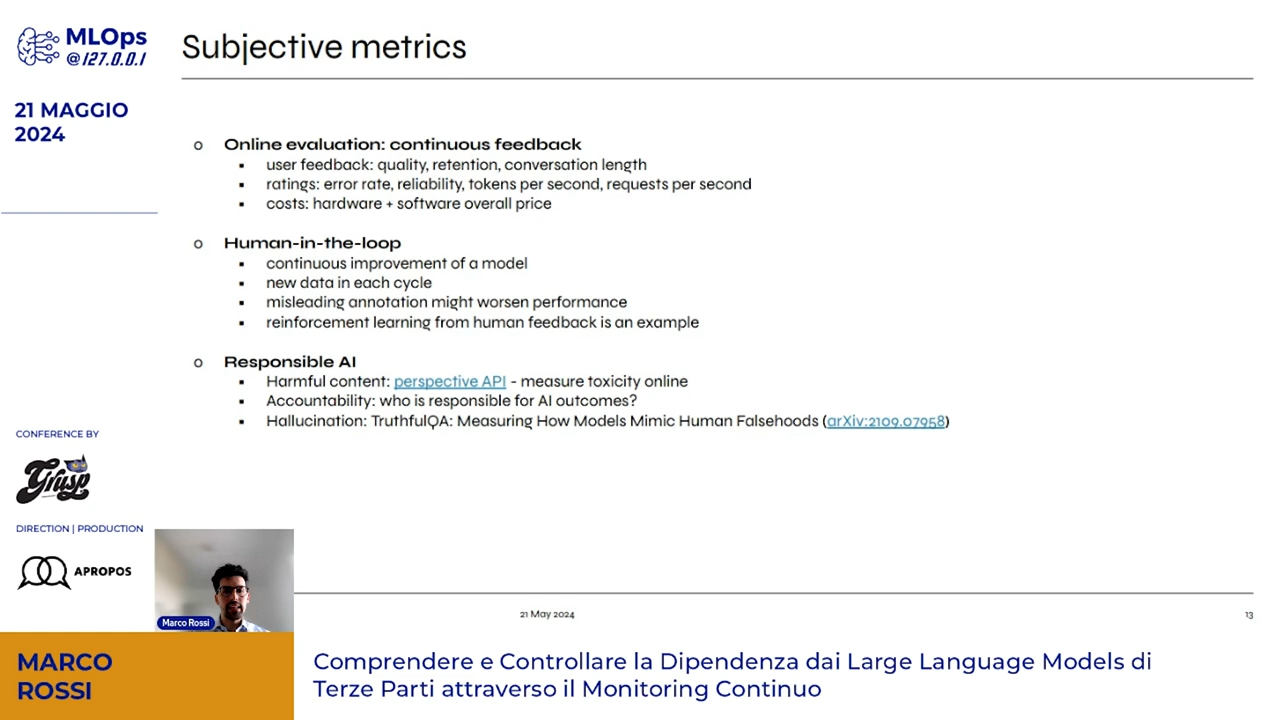 MLOps
@127.0.0.1
21 MAGGIO
2024
Subjective metrics
o Online evaluation: continuous feedback
▪ user feedback: quality, retention, conversation length
▪ ratings: error rate, reliability, tokens per second, requests per second
▪ costs: hardware + software overall price
o Human-in-the-loop
▪ continuous improvement of a model
▪ new data in each cycle
▪ misleading annotation might worsen performance
▪ reinforcement learning from human feedback is an example
o Responsible AI
▪ Harmful content: perspective API - measure toxicity online
▪ Accountability: who is responsible for AI outcomes?
▪ Hallucination: TruthfulQA: Measuring How Models Mimic Human Falsehoods (arXiv:2109.07958)
CONFERENCE BY
Grusp
DIRECTION | PRODUCTION
APROPOS
Marco Rossi
21 May 2024
13
MARCO
ROSSI
Comprendere e Controllare la Dipendenza dai Large Language Models di
Terze Parti attraverso il Monitoring Continuo